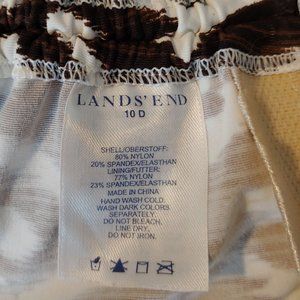 LANDS' END
10 D
SHELL/OBERSTOFF:
80% NYLON
20% SPANDEX/ELASTHAN
LINING/FUTTER:
77% NYLON
23% SPANDEX/ELASTHAN
MADE IN CHINA
HAND WASH COLD.
WASH DARK COLORS
SEPARATELY.
DO NOT BLEACH.
LINE DRY.
DO NOT IRON.